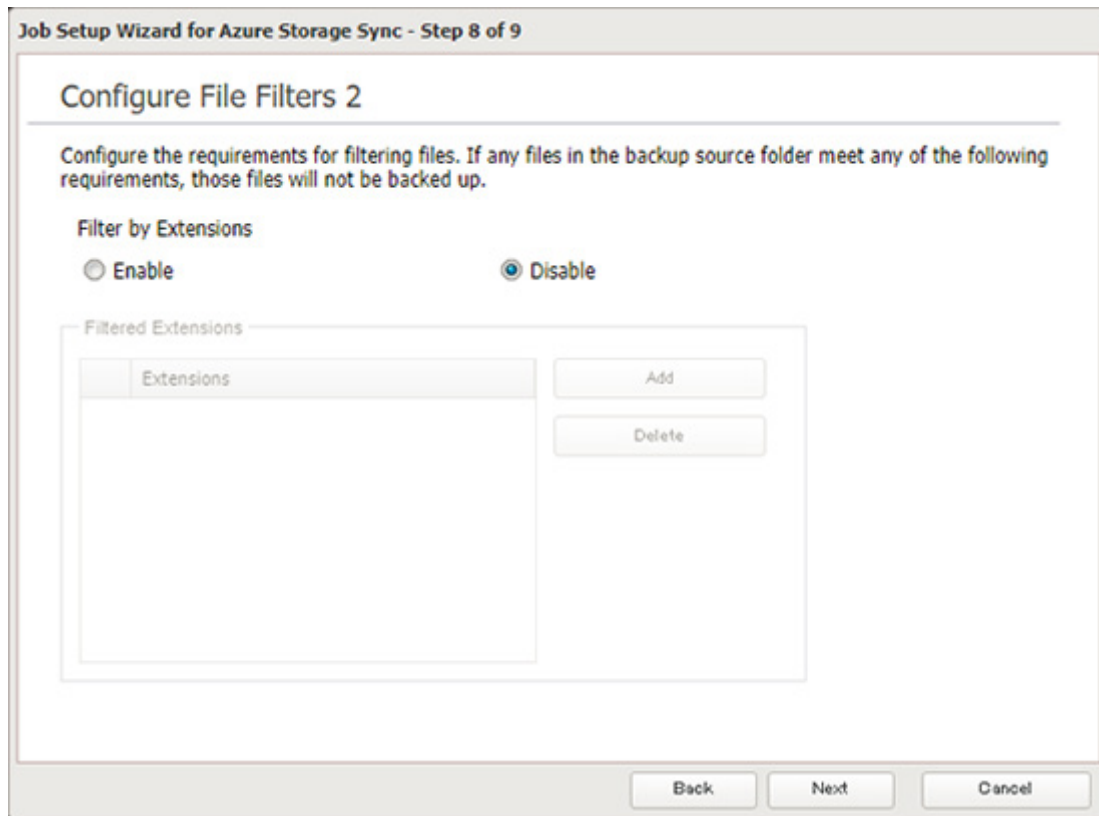 Job Setup Wizard for Azure Storage Sync - Step 8 of 9
Configure File Filters 2
Configure the requirements for filtering files. If any files in the backup source folder meet any of the following
requirements, those files will not be backed up.
Filter by Extensions
Enable
Disable
Filtered Extensions
Extensions
Add
Delete
Back
Next
Cancel